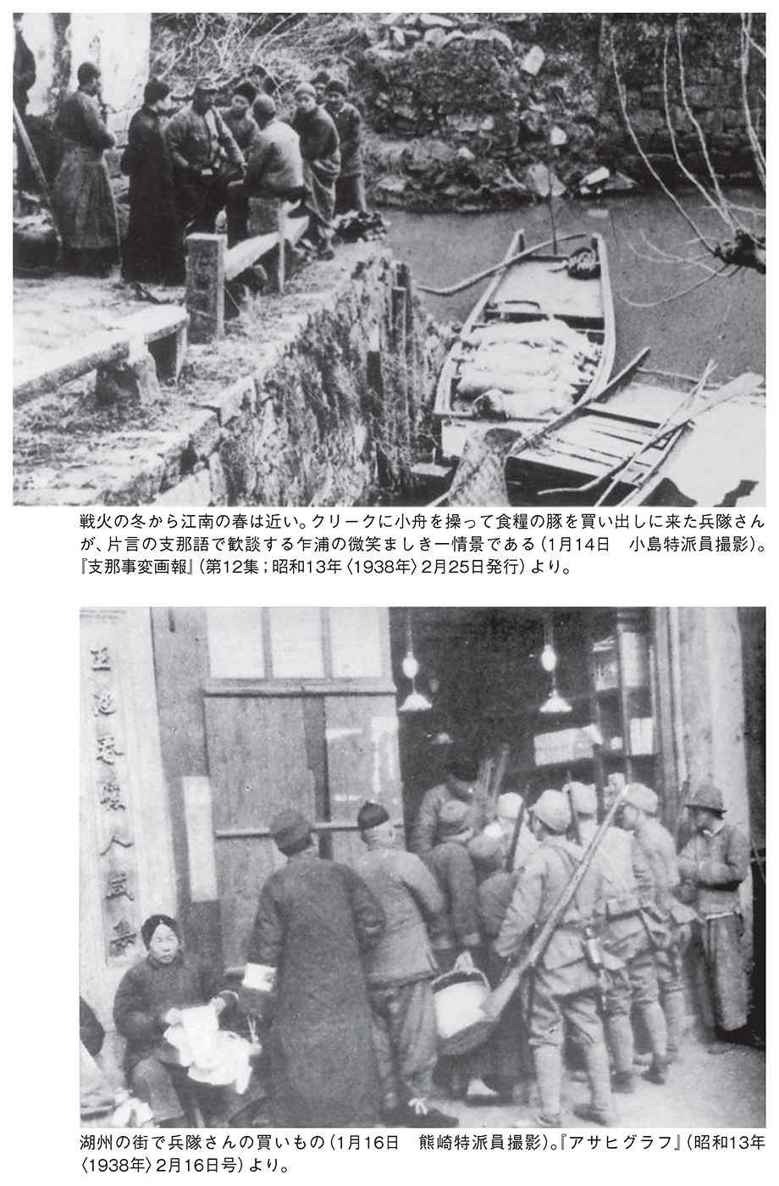 戦火の冬から江南の春は近い。クリークに小舟を操って食糧の豚を買い出しに来た兵隊さん
が、片言の支那語で歓談する乍浦の微笑ましき一情景である（1月14日　小島特派員撮影）。
『支那事変画報』（第12集；昭和13年〈1938年〉2月25日発行）より。
湖州の街で兵隊さんの買いもの（1月16日　熊崎特派員撮影）。『アサヒグラフ』（昭和13年
〈1938年〉2月16日号）より。